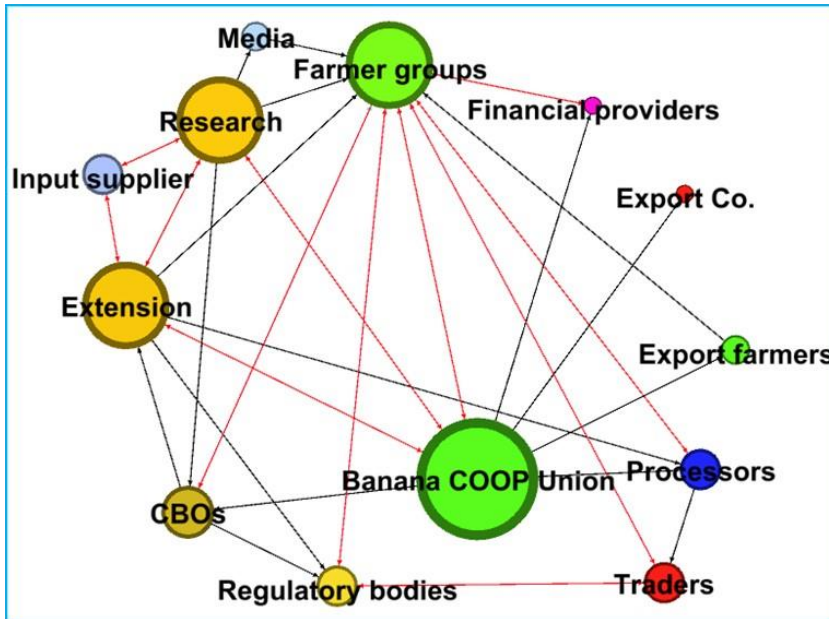 Media
Farmer groups
Financial providers
Research
Input supplier
Export Co.
Extension
Export farmers
Banana COOP Union
Processors
CBOs
Regulatory bodies
Traders